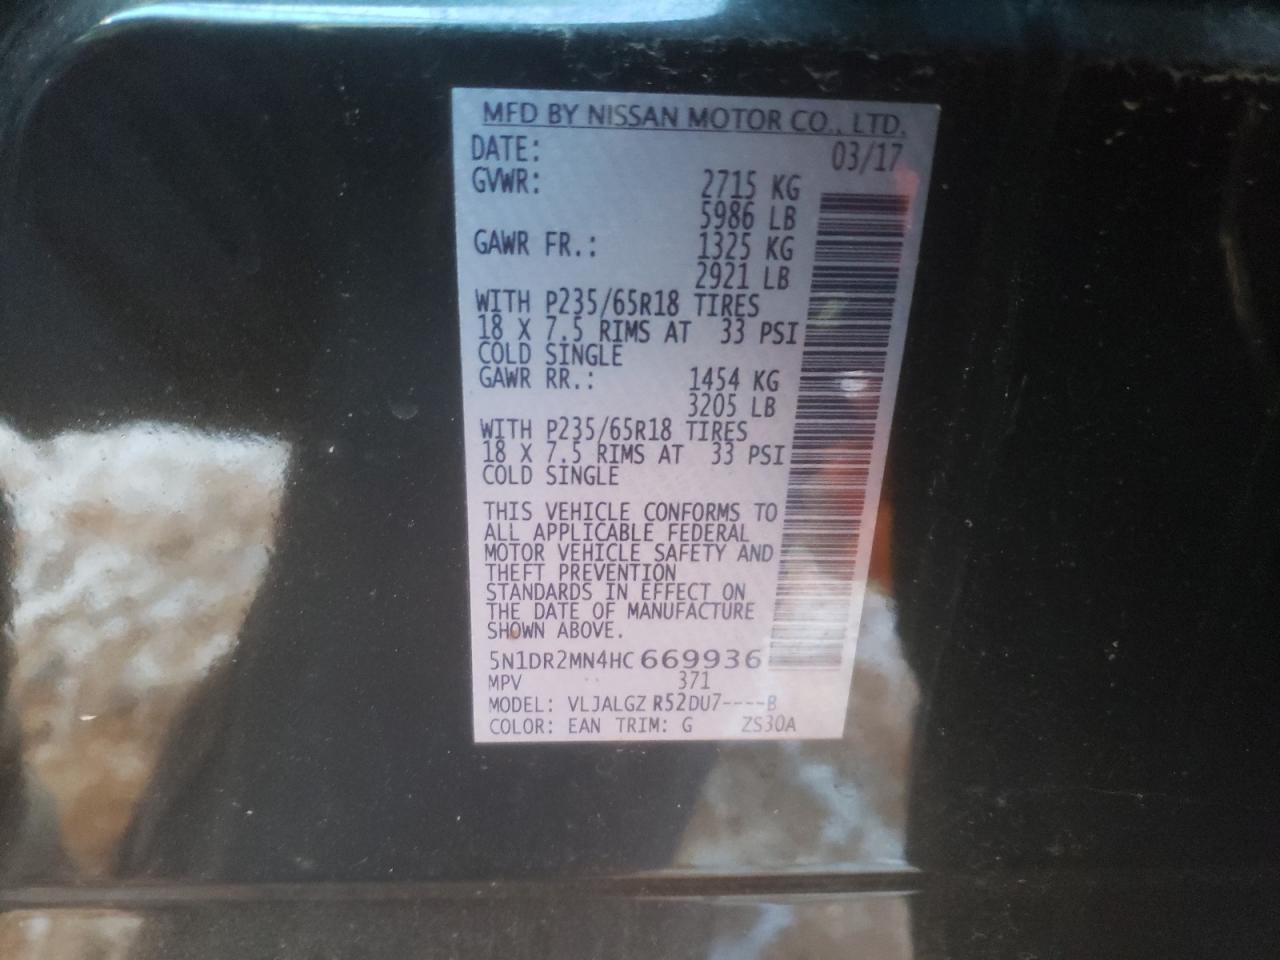 MFD BY NISSAN MOTOR CO., LTD.
DATE: 03/17
GVWR: 2715 KG
5986 LB
GAWR FR.: 1325 KG
2921 LB
WITH P235/65R18 TIRES
18 X 7.5 RIMS AT 33 PSI
COLD SINGLE
GAWR RR.: 1454 KG
3205 LB
WITH P235/65R18 TIRES
18 X 7.5 RIMS AT 33 PSI
COLD SINGLE
THIS VEHICLE CONFORMS TO
ALL APPLICABLE FEDERAL
MOTOR VEHICLE SAFETY AND
THEFT PREVENTION
STANDARDS IN EFFECT ON
THE DATE OF MANUFACTURE
SHOWN ABOVE.
5N1DR2MN4HC669936
MPV 371
MODEL: VLJALGZ R52DU7----B
COLOR: EAN TRIM: G ZS30A